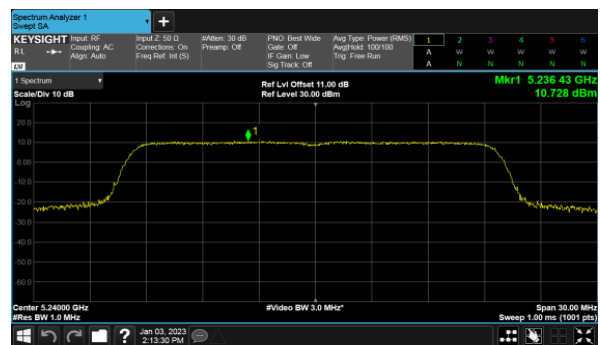 Spectrum Analyzer 1
Swept SA
KEYSIGHT
R L
LXI
Input: RF
Coupling: AC
Align: Auto
Input Z: 50 Ω
Corrections: On
Freq Ref: Int (S)
#Atten: 30 dB
Preamp: Off
PNO: Best Wide
Gate: Off
IF Gain: Low
Sig Track: Off
Avg Type: Power (RMS)
Avg|Hold: 100/100
Trig: Free Run
1 2 3 4 5 6
A W W W W W
A N N N N N
1 Spectrum
Scale/Div 10 dB
Log
Ref Lvl Offset 11.00 dB
Ref Level 30.00 dBm
Mkr1 5.236 43 GHz
10.728 dBm
1
20.0
10.0
0.00
-10.0
-20.0
-30.0
-40.0
-50.0
-60.0
Center 5.24000 GHz
#Res BW 1.0 MHz
#Video BW 3.0 MHz*
Span 30.00 MHz
Sweep 1.00 ms (1001 pts)
?
Jan 03, 2023
2:13:30 PM